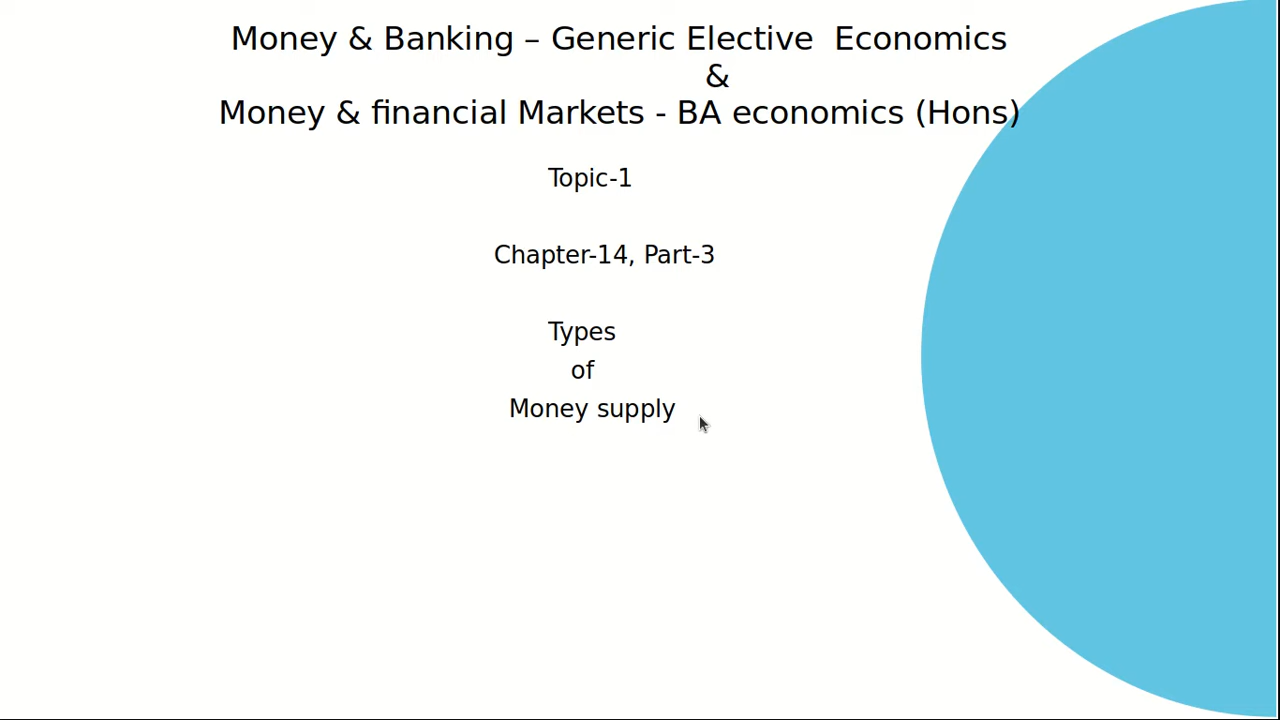 Money & Banking – Generic Elective  Economics
&
Money & financial Markets - BA economics (Hons)
Topic-1
Chapter-14, Part-3
Types
of
Money supply